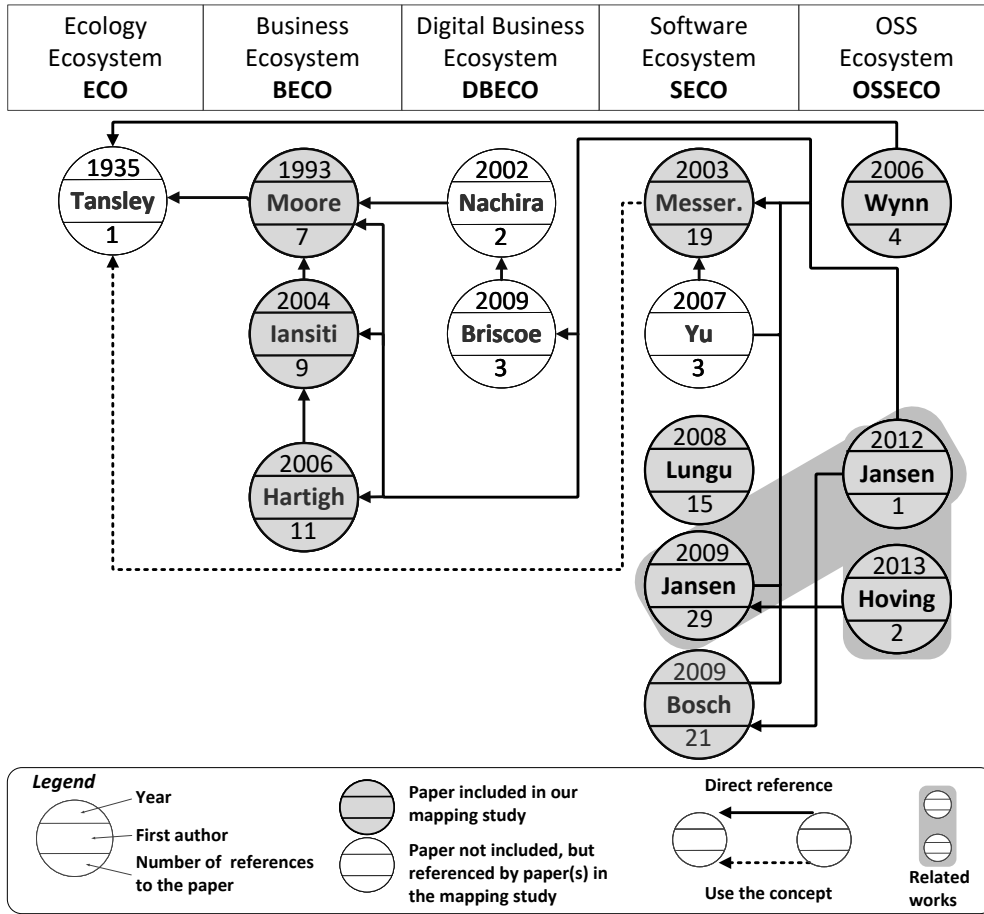 Ecology
Ecosystem
ECO
Business
Ecosystem
BECO
Digital Business
Ecosystem
DBECO
Software
Ecosystem
SECO
OSS
Ecosystem
OSSECO
1935
Tansley
1
1993
Moore
7
2004
Iansiti
9
2006
Hartigh
11
2002
Nachira
2
2009
Briscoe
3
2003
Messer.
19
2007
Yu
3
2008
Lungu
15
2009
Jansen
29
2009
Bosch
21
2006
Wynn
4
2012
Jansen
1
2013
Hoving
2
Legend
Year
First author
Number of references
to the paper
Paper included in our
mapping study
Paper not included, but
referenced by paper(s) in
the mapping study
Direct reference
Use the concept
Related
works